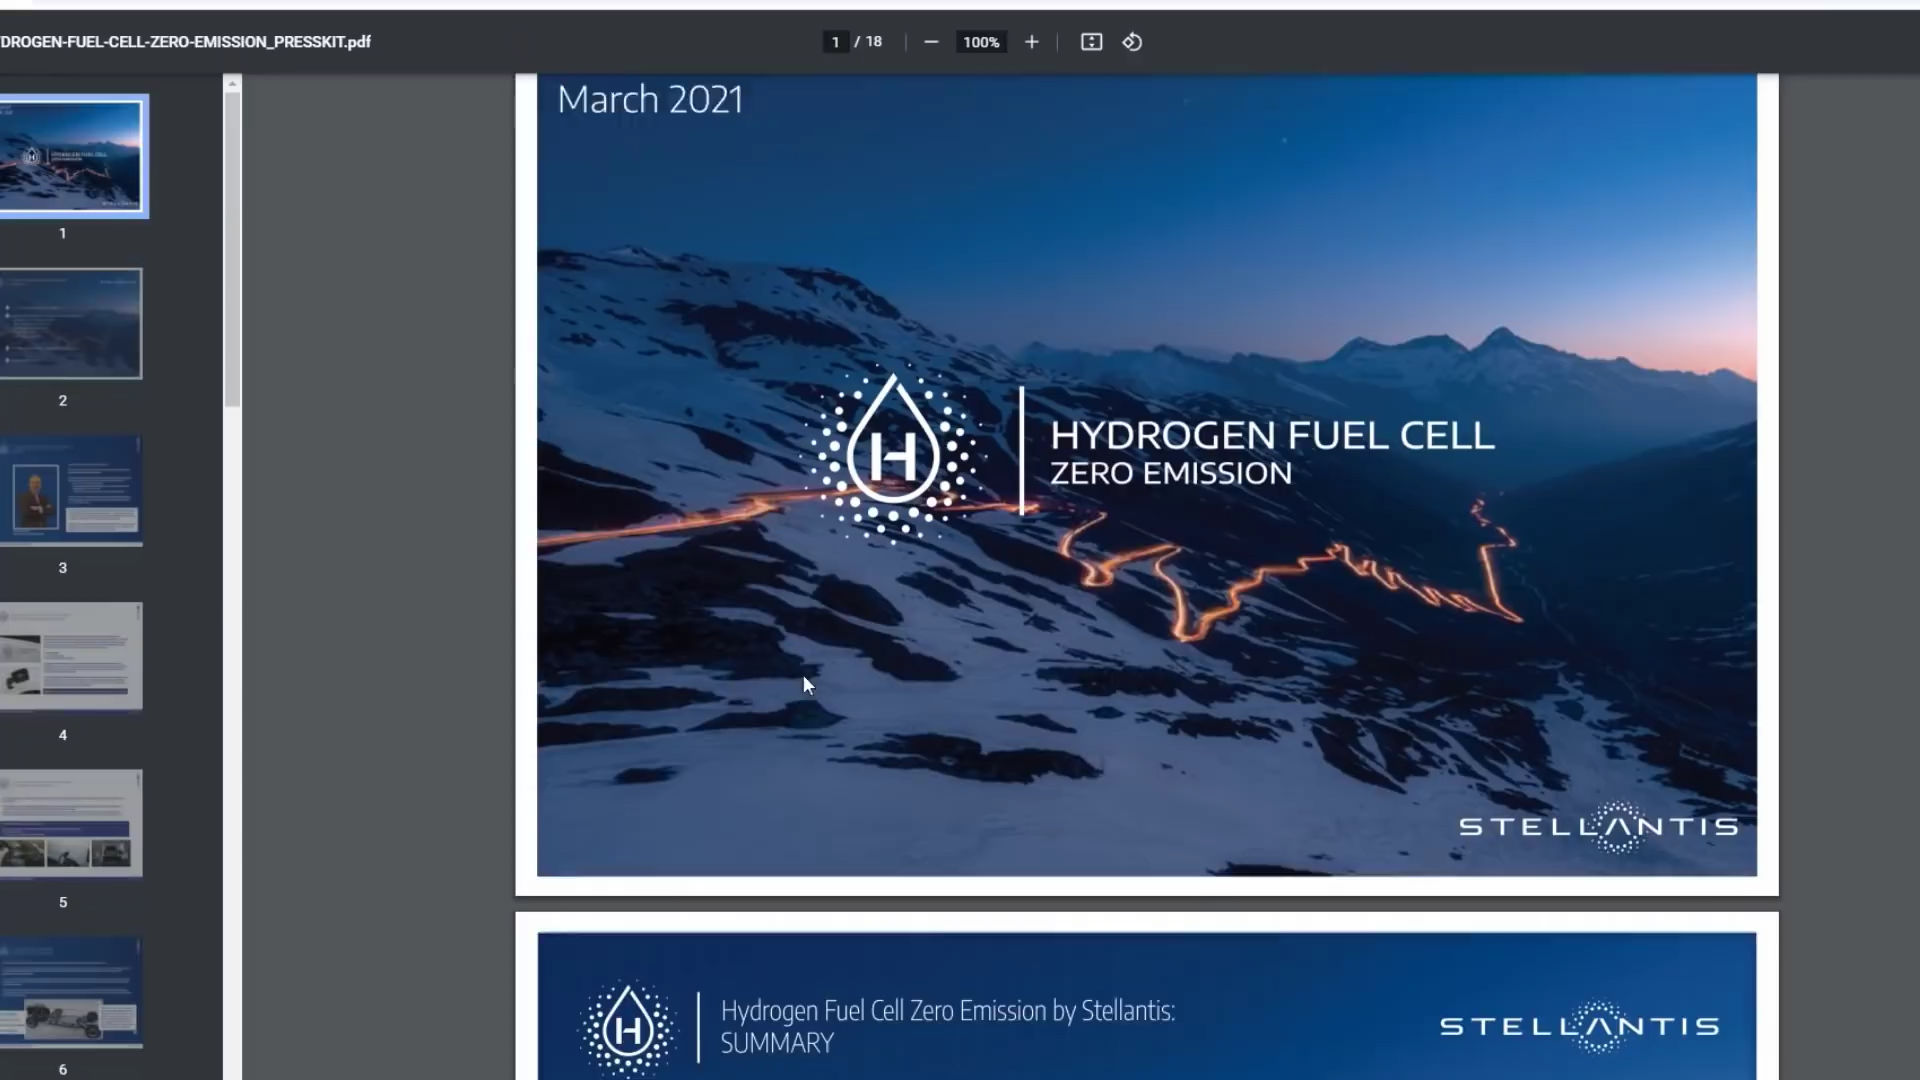 DROGEN-FUEL-CELL-ZERO-EMISSION_PRESSKIT.pdf
1 / 18
100%
1
2
3
4
5
6
March 2021
H
HYDROGEN FUEL CELL
ZERO EMISSION
STELLANTIS
H
Hydrogen Fuel Cell Zero Emission by Stellantis:
SUMMARY
STELLANTIS